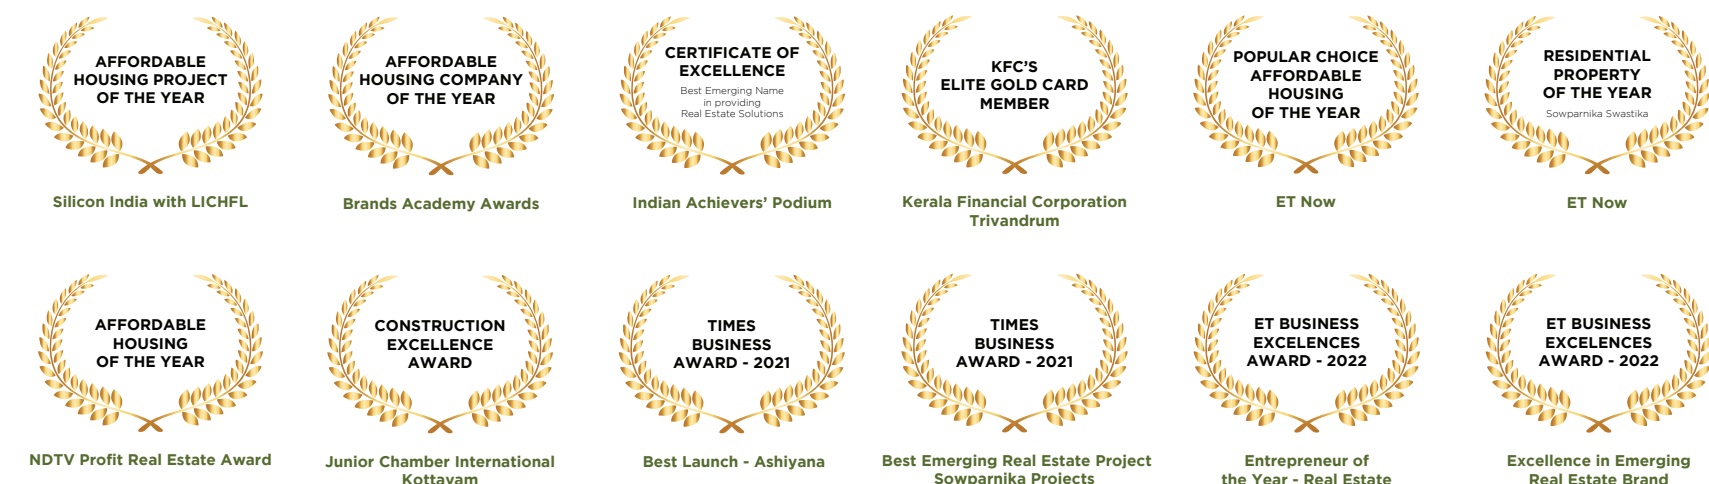 AFFORDABLE
HOUSING PROJECT
OF THE YEAR
Silicon India with LICHFL
AFFORDABLE
HOUSING COMPANY
OF THE YEAR
Brands Academy Awards
CERTIFICATE OF
EXCELLENCE
Best Emerging Name
in providing
Real Estate Solutions
Indian Achievers’ Podium
KFC’S
ELITE GOLD CARD
MEMBER
Kerala Financial Corporation
Trivandrum
POPULAR CHOICE
AFFORDABLE
HOUSING
OF THE YEAR
ET Now
RESIDENTIAL
PROPERTY
OF THE YEAR
Sowparnika Swastika
ET Now
AFFORDABLE
HOUSING
OF THE YEAR
NDTV Profit Real Estate Award
CONSTRUCTION
EXCELLENCE
AWARD
Junior Chamber International
Kottayam
TIMES
BUSINESS
AWARD - 2021
Best Launch - Ashiyana
TIMES
BUSINESS
AWARD - 2021
Best Emerging Real Estate Project
Sowparnika Projects
ET BUSINESS
EXCELENCES
AWARD - 2022
Entrepreneur of
the Year - Real Estate
ET BUSINESS
EXCELENCES
AWARD - 2022
Excellence in Emerging
Real Estate Brand